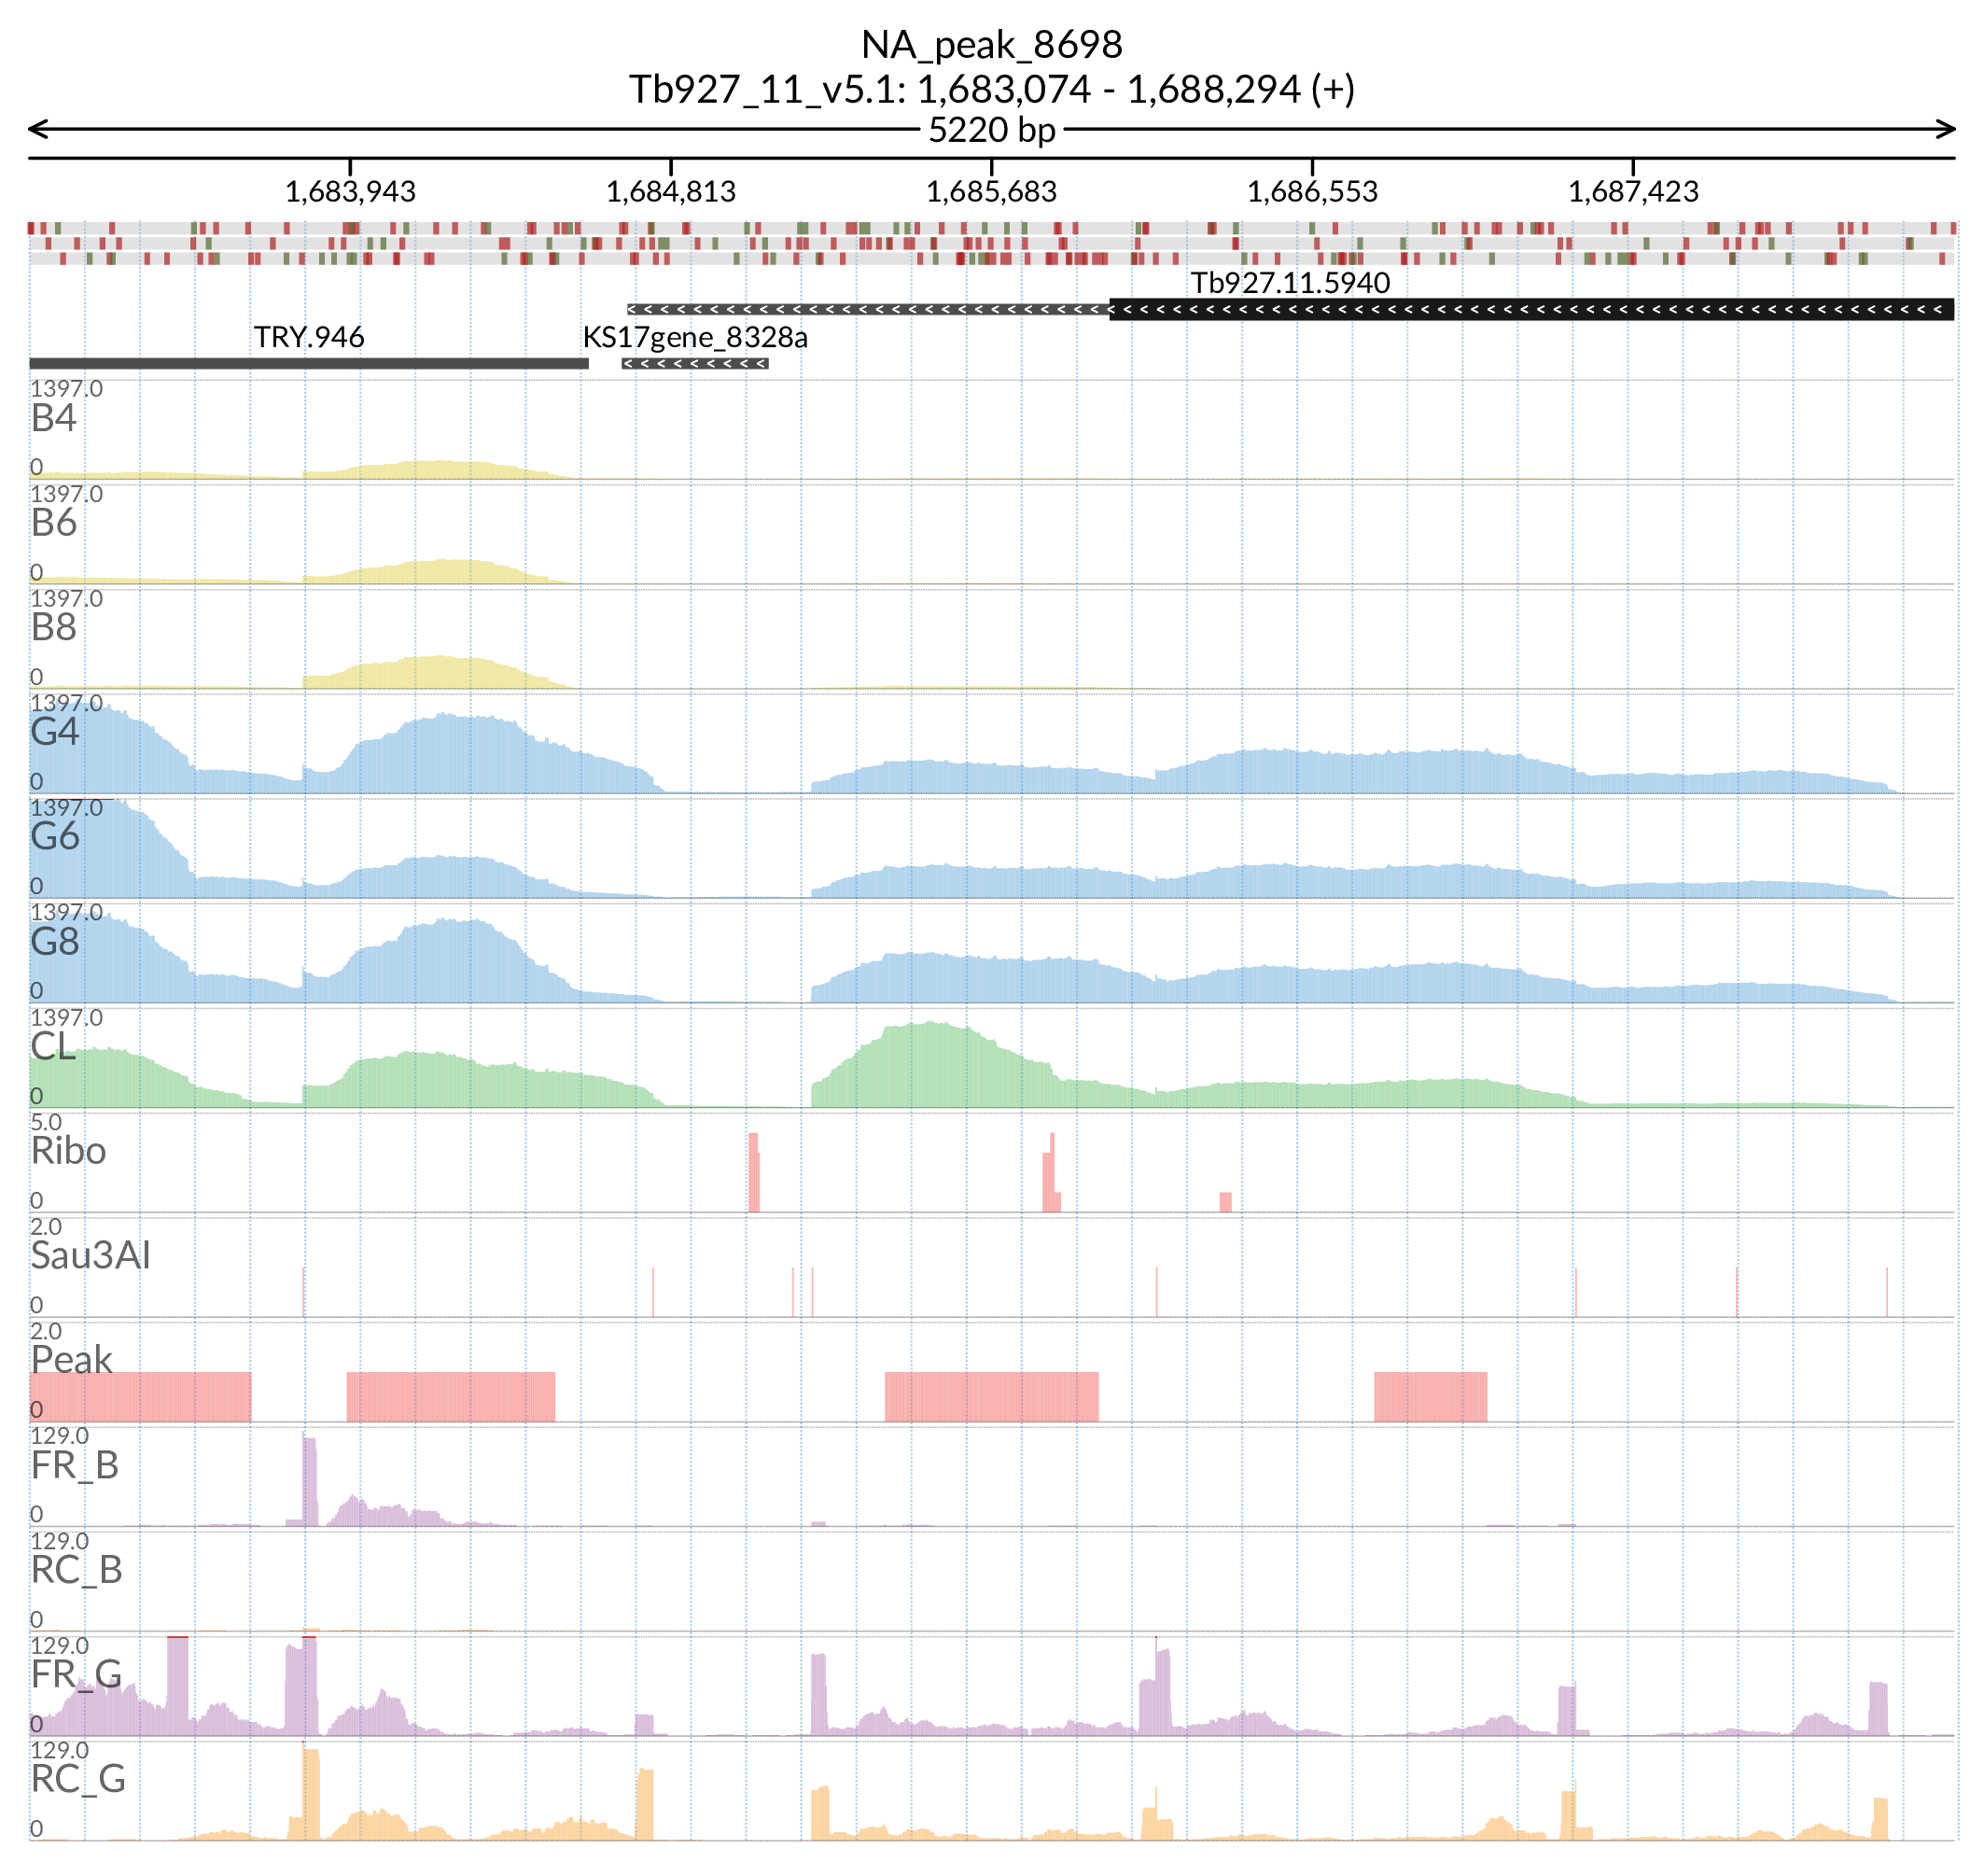 NA_peak_8698
Tb927_11_v5.1: 1,683,074 - 1,688,294 (+)
5220 bp
1,683,943 1,684,813 1,685,683 1,686,553 1,687,423
Tb927.11.5940
TRY.946 KS17gene_8328a
1397.0
B4
0
1397.0
B6
0
1397.0
B8
0
1397.0
G4
0
1397.0
G6
0
1397.0
G8
0
1397.0
CL
0
5.0
Ribo
0
2.0
Sau3AI
0
2.0
Peak
0
129.0
FR_B
0
129.0
RC_B
0
129.0
FR_G
0
129.0
RC_G
0